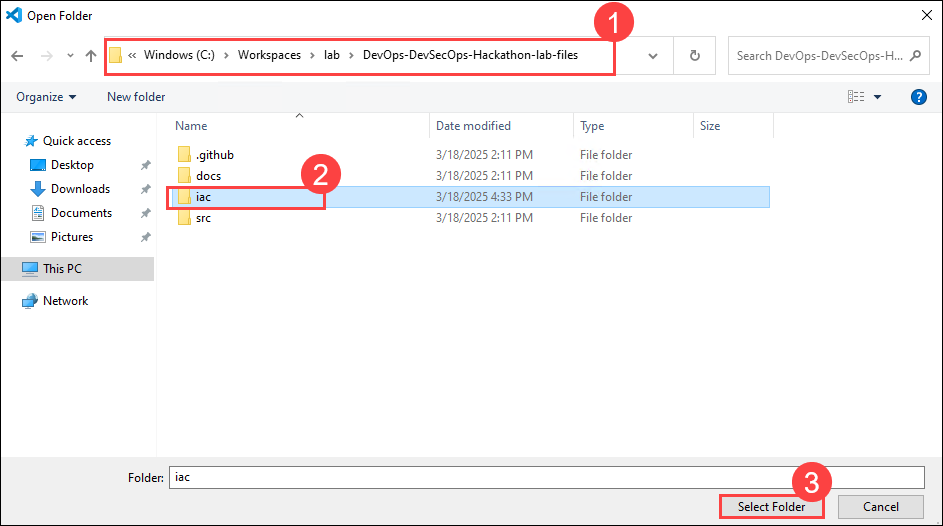 Open Folder
1
« Windows (C:) › Workspaces › lab › DevOps-DevSecOps-Hackathon-lab-files
Search DevOps-DevSecOps-H...
Organize New folder
?
Name Date modified Type Size
Quick access
Desktop
Downloads
Documents
Pictures
This PC
Network
.github 3/18/2025 2:11 PM File folder
docs 3/18/2025 2:11 PM File folder
2
iac 3/18/2025 4:33 PM File folder
src 3/18/2025 2:11 PM File folder
Folder: iac
3
Select Folder Cancel